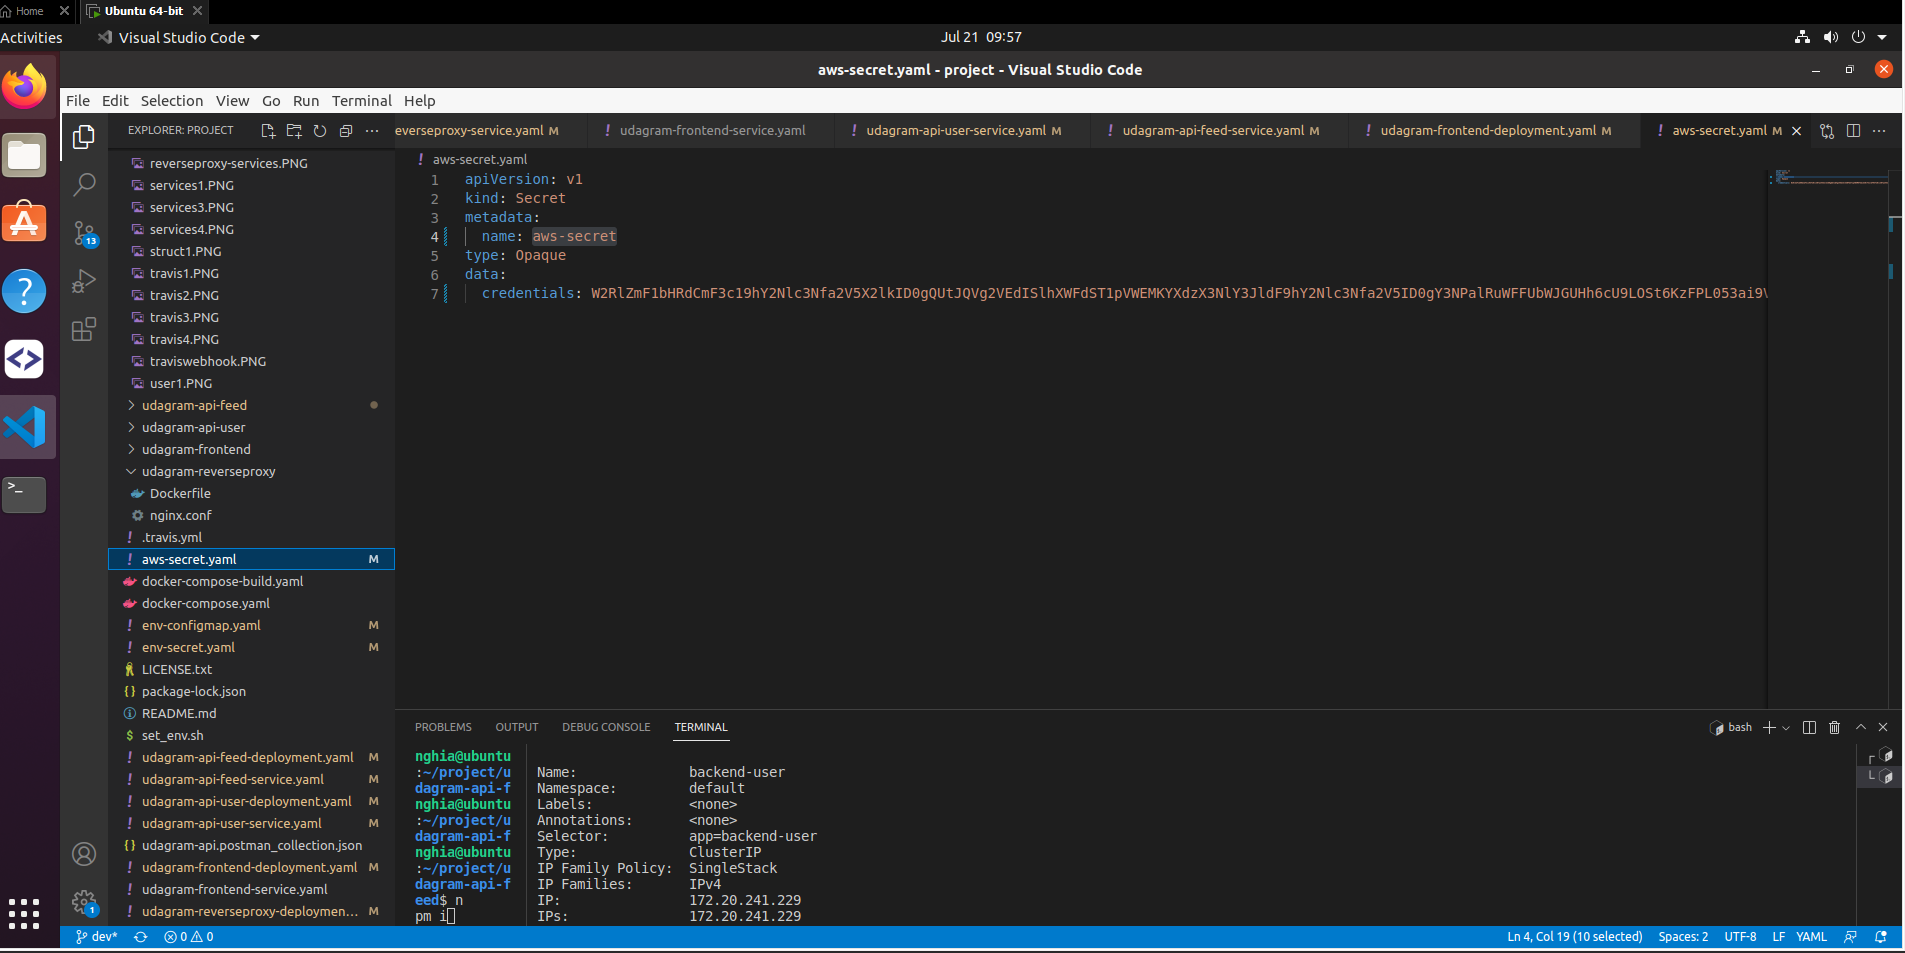 Home
Ubuntu 64-bit
Activities
Visual Studio Code
Jul 21 09:57
aws-secret.yaml - project - Visual Studio Code
File Edit Selection View Go Run Terminal Help
EXPLORER: PROJECT
everseproxy-service.yaml M
! udagram-frontend-service.yaml
! udagram-api-user-service.yaml M
! udagram-api-feed-service.yaml M
! udagram-frontend-deployment.yaml M
! aws-secret.yaml M
reverseproxy-services.PNG
services1.PNG
services3.PNG
services4.PNG
struct1.PNG
travis1.PNG
travis2.PNG
travis3.PNG
travis4.PNG
traviswebhook.PNG
user1.PNG
udagram-api-feed
udagram-api-user
udagram-frontend
udagram-reverseproxy
Dockerfile
nginx.conf
! .travis.yml
! aws-secret.yaml M
docker-compose-build.yaml
docker-compose.yaml
! env-configmap.yaml M
! env-secret.yaml M
LICENSE.txt
{} package-lock.json
README.md
$ set_env.sh
! udagram-api-feed-deployment.yaml M
! udagram-api-feed-service.yaml M
! udagram-api-user-deployment.yaml M
! udagram-api-user-service.yaml M
{} udagram-api.postman_collection.json
! udagram-frontend-deployment.yaml M
! udagram-frontend-service.yaml
! udagram-reverseproxy-deploymen... M
13
1
! aws-secret.yaml
1 apiVersion: v1
2 kind: Secret
3 metadata:
4 name: aws-secret
5 type: Opaque
6 data:
7 credentials:
PROBLEMS OUTPUT DEBUG CONSOLE TERMINAL
bash
nghia@ubuntu
:~/project/u
dagram-api-f
nghia@ubuntu
:~/project/u
dagram-api-f
nghia@ubuntu
:~/project/u
dagram-api-f
eed$ n
pm i
Name: backend-user
Namespace: default
Labels: <none>
Annotations: <none>
Selector: app=backend-user
Type: ClusterIP
IP Family Policy: SingleStack
IP Families: IPv4
IP: 172.20.241.229
IPs: 172.20.241.229
dev*
0 0
Ln 4, Col 19 (10 selected)
Spaces: 2
UTF-8
LF
YAML